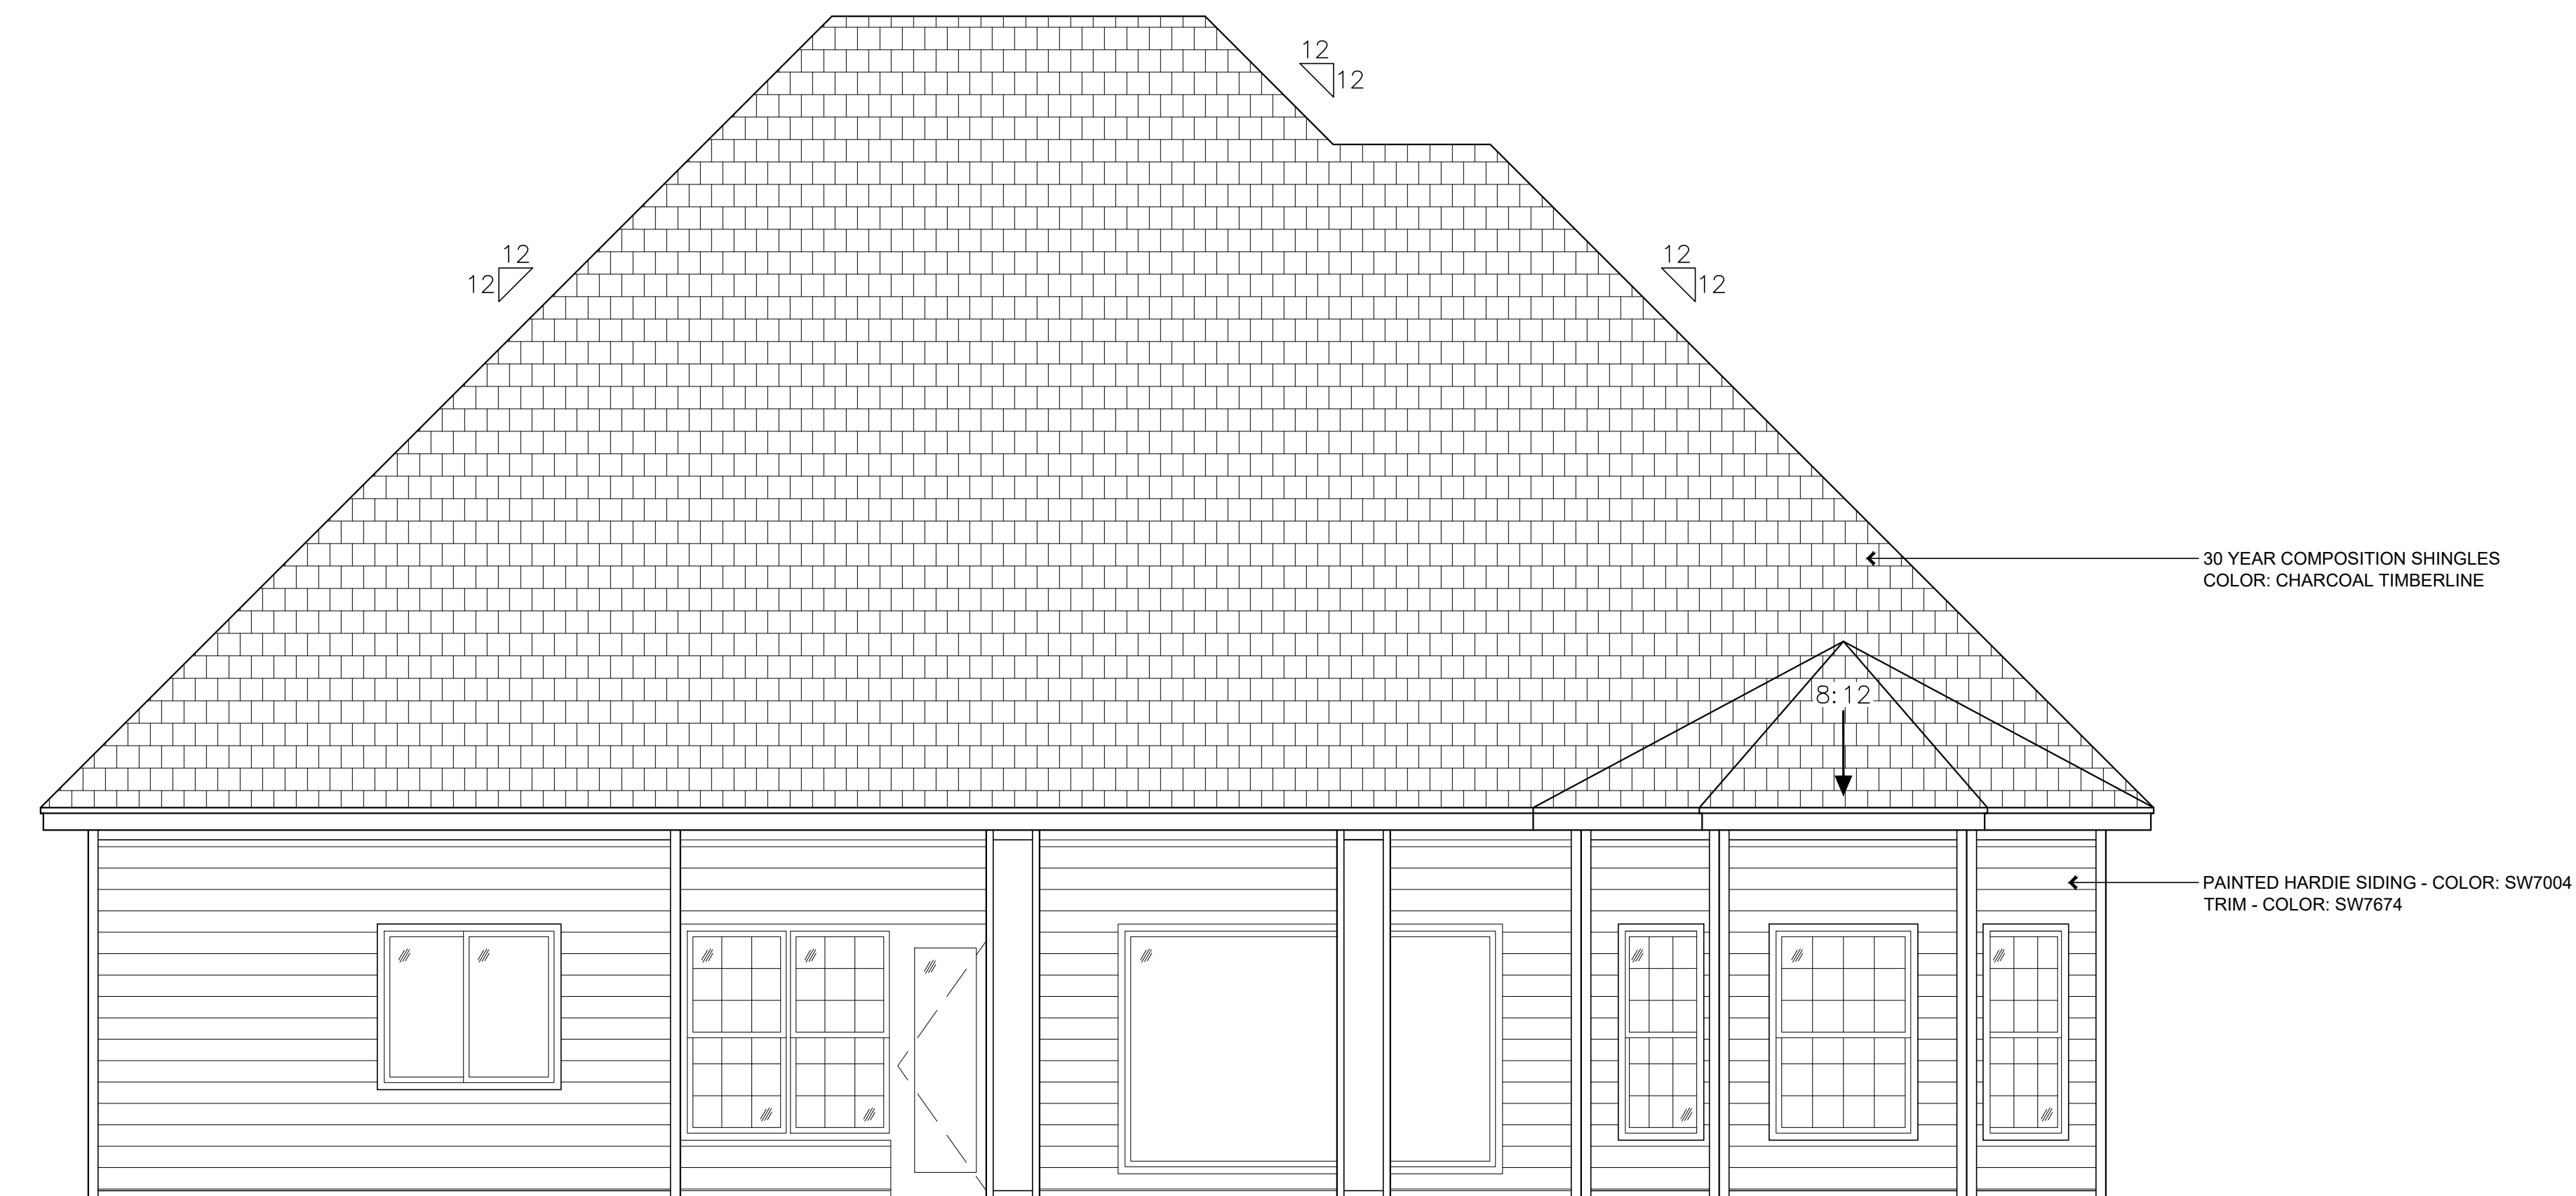 12
12
12
12
12
12
30 YEAR COMPOSITION SHINGLES
COLOR: CHARCOAL TIMBERLINE
8:12
PAINTED HARDIE SIDING - COLOR: SW7004
TRIM - COLOR: SW7674